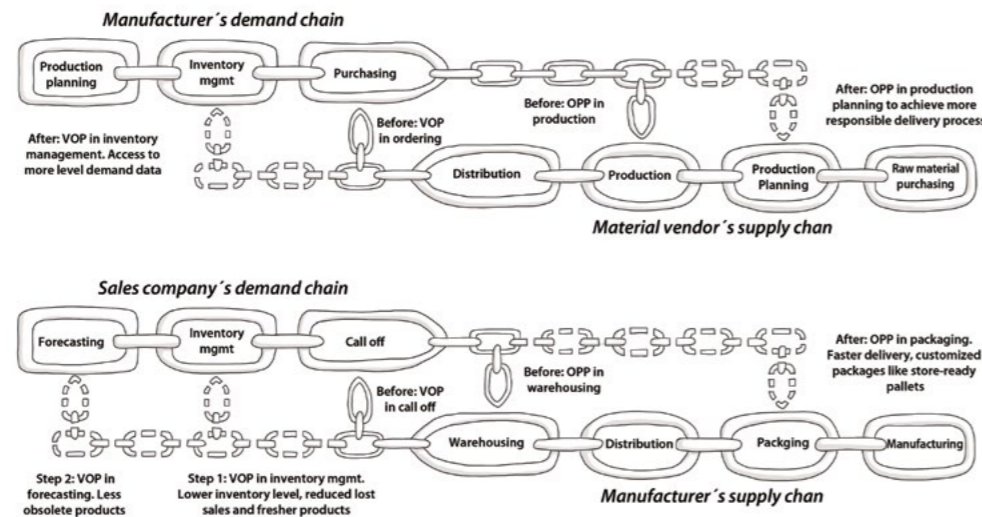 Manufacturer´s demand chain
Production
planning
Inventory
mgmt
Purchasing
After: VOP in inventory
management. Access to
more level demand data
Before: VOP
in ordering
Before: OPP in
production
After: OPP in production
planning to achieve more
responsible delivery process
Distribution
Production
Production
Planning
Raw material
purchasing
Material vendor´s supply chan
Sales company´s demand chain
Forecasting
Inventory
mgmt
Call off
Before: VOP
in call off
Before: OPP in
warehousing
After: OPP in packaging.
Faster delivery, customized
packages like store-ready
pallets
Warehousing
Distribution
Packging
Manufacturing
Step 2: VOP in
forecasting. Less
obsolete products
Step 1: VOP in inventory mgmt.
Lower inventory level, reduced lost
sales and fresher products
Manufacturer´s supply chan